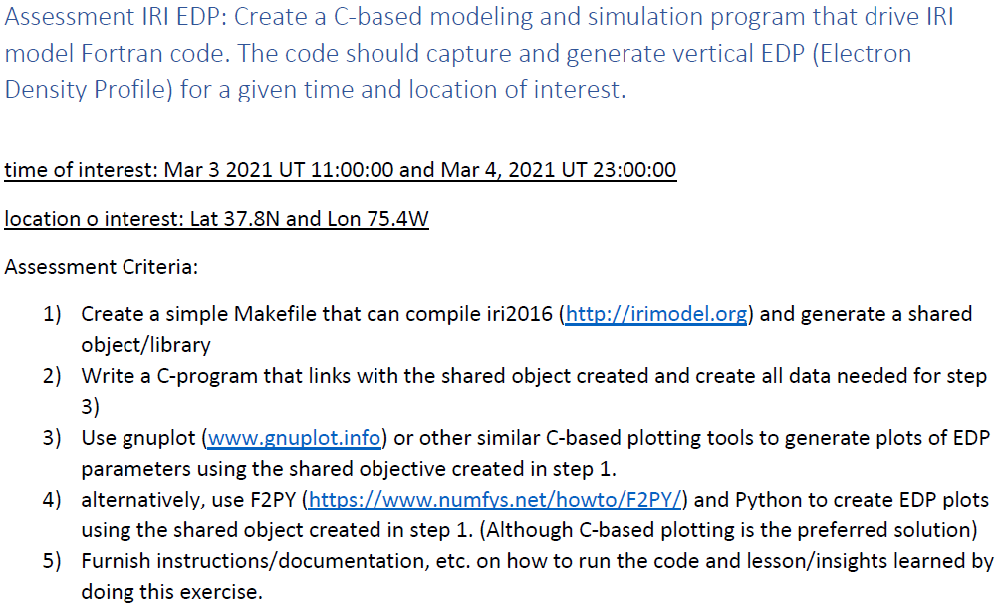 Assessment IRI EDP: Create a C-based modeling and simulation program that drive IRI
model Fortran code. The code should capture and generate vertical EDP (Electron
Density Profile) for a given time and location of interest.
time of interest: Mar 3 2021 UT 11:00:00 and Mar 4, 2021 UT 23:00:00
location o interest: Lat 37.8N and Lon 75.4W
Assessment Criteria:
1) Create a simple Makefile that can compile iri2016 (http://irimodel.org) and generate a shared
object/library
2) Write a C-program that links with the shared object created and create all data needed for step
3)
3) Use gnuplot (www.gnuplot.info) or other similar C-based plotting tools to generate plots of EDP
parameters using the shared objective created in step 1.
4) alternatively, use F2PY (https://www.numfys.net/howto/F2PY/) and Python to create EDP plots
using the shared object created in step 1. (Although C-based plotting is the preferred solution)
5) Furnish instructions/documentation, etc. on how to run the code and lesson/insights learned by
doing this exercise.